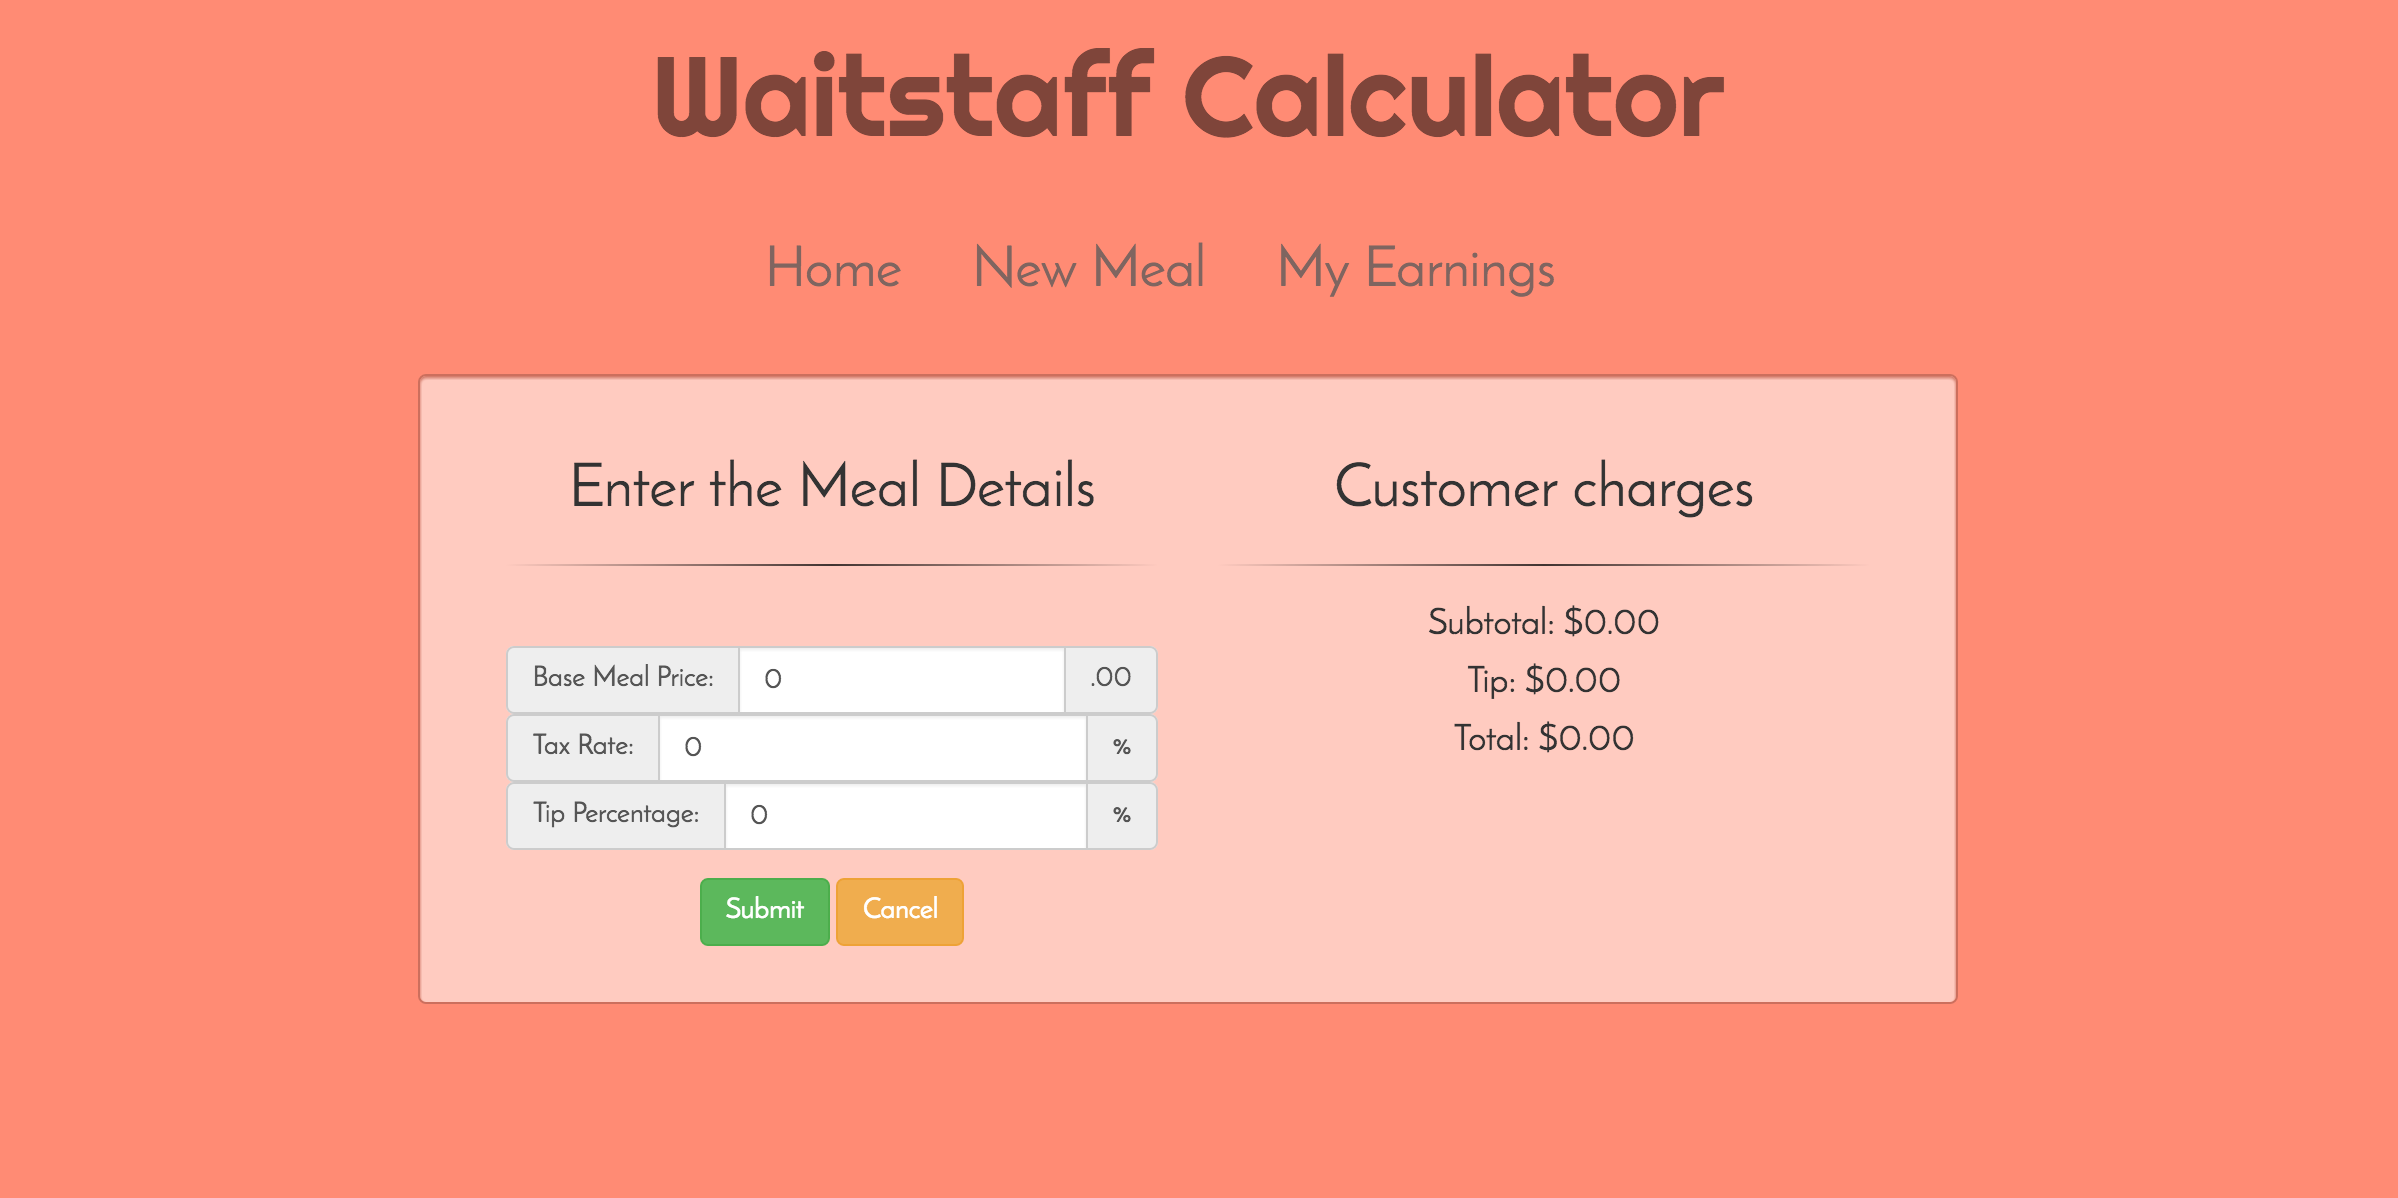 Waitstaff Calculator
Home New Meal My Earnings
Enter the Meal Details
Base Meal Price: 0 .00
Tax Rate: 0 %
Tip Percentage: 0 %
Submit Cancel
Customer charges
Subtotal: $0.00
Tip: $0.00
Total: $0.00